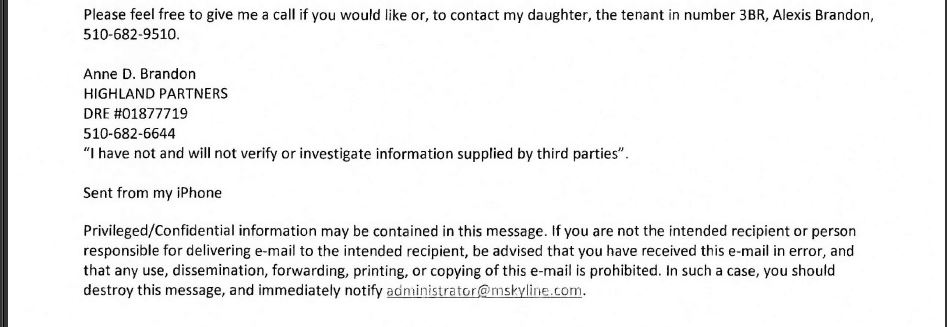 Please feel free to give me a call if you would like or, to contact my daughter, the tenant in number 3BR, Alexis Brandon,
510-682-9510.
Anne D. Brandon
HIGHLAND PARTNERS
DRE #01877719
510-682-6644
“I have not and will not verify or investigate information supplied by third parties”.
Sent from my iPhone
Privileged/Confidential information may be contained in this message. If you are not the intended recipient or person
responsible for delivering e-mail to the intended recipient, be advised that you have received this e-mail in error, and
that any use, dissemination, forwarding, printing, or copying of this e-mail is prohibited. In such a case, you should
destroy this message, and immediately notify administrator@mskyline.com.